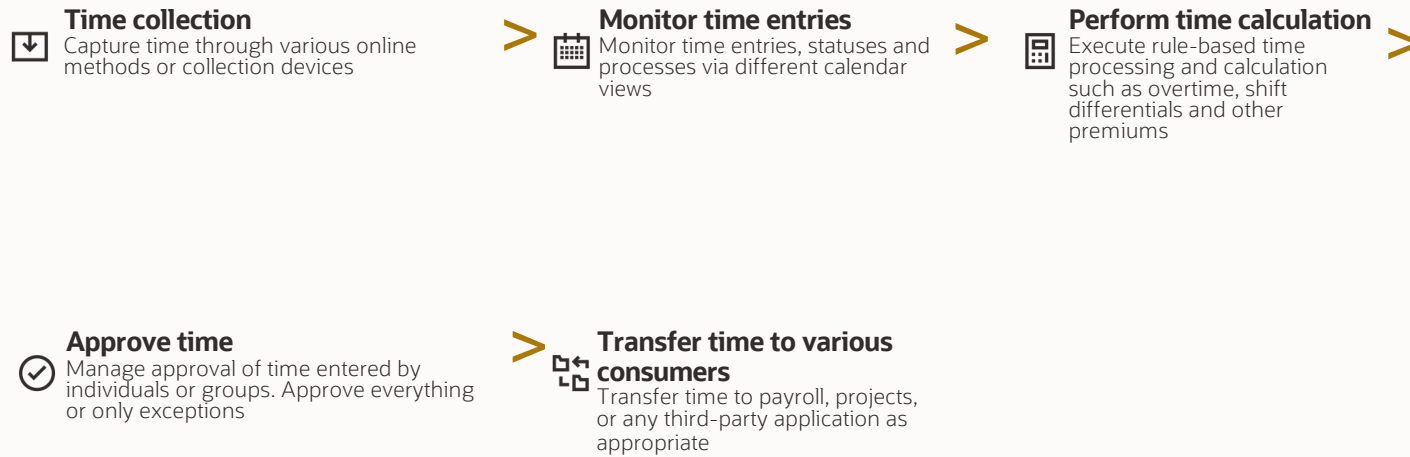 Time collection
Capture time through various online
methods or collection devices
>
Monitor time entries
Monitor time entries, statuses and
processes via different calendar
views
>
Perform time calculation
Execute rule-based time
processing and calculation
such as overtime, shift
differentials and other
premiums
>
Approve time
Manage approval of time entered by
individuals or groups. Approve everything
or only exceptions
>
Transfer time to various
consumers
Transfer time to payroll, projects,
or any third-party application as
appropriate